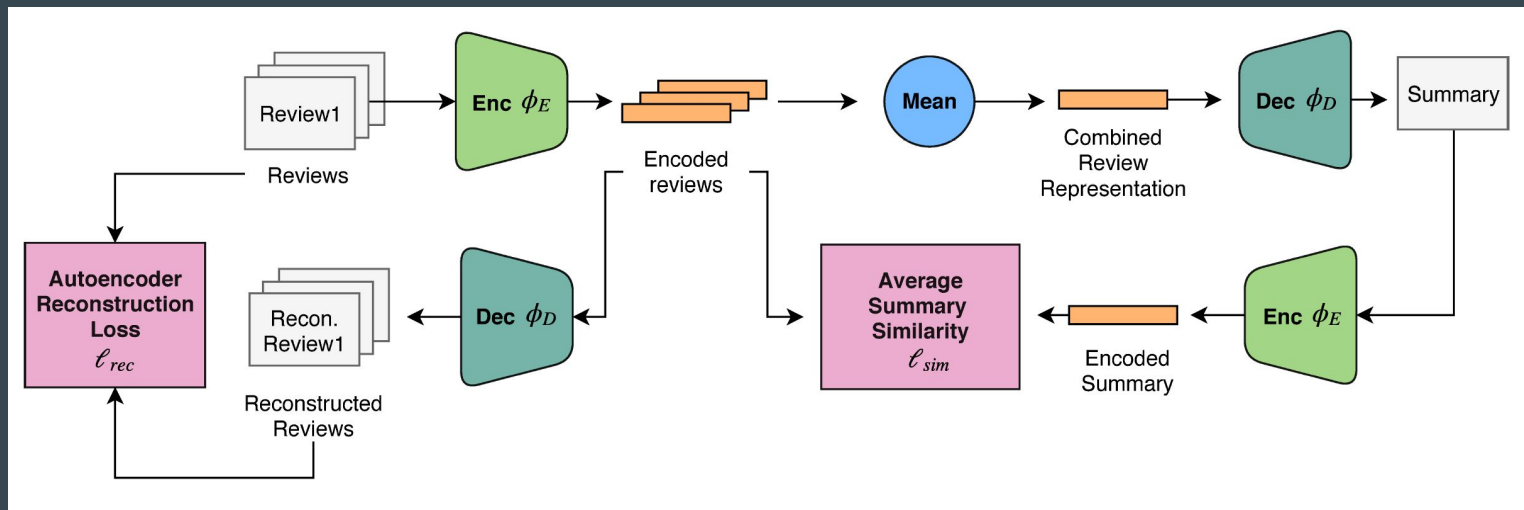 Review1
Reviews
Enc ϕE
Encoded
reviews
Mean
Combined
Review
Representation
Dec ϕD
Summary
Autoencoder
Reconstruction
Loss
ℓrec
Recon.
Review1
Reconstructed
Reviews
Dec ϕD
Average
Summary
Similarity
ℓsim
Encoded
Summary
Enc ϕE